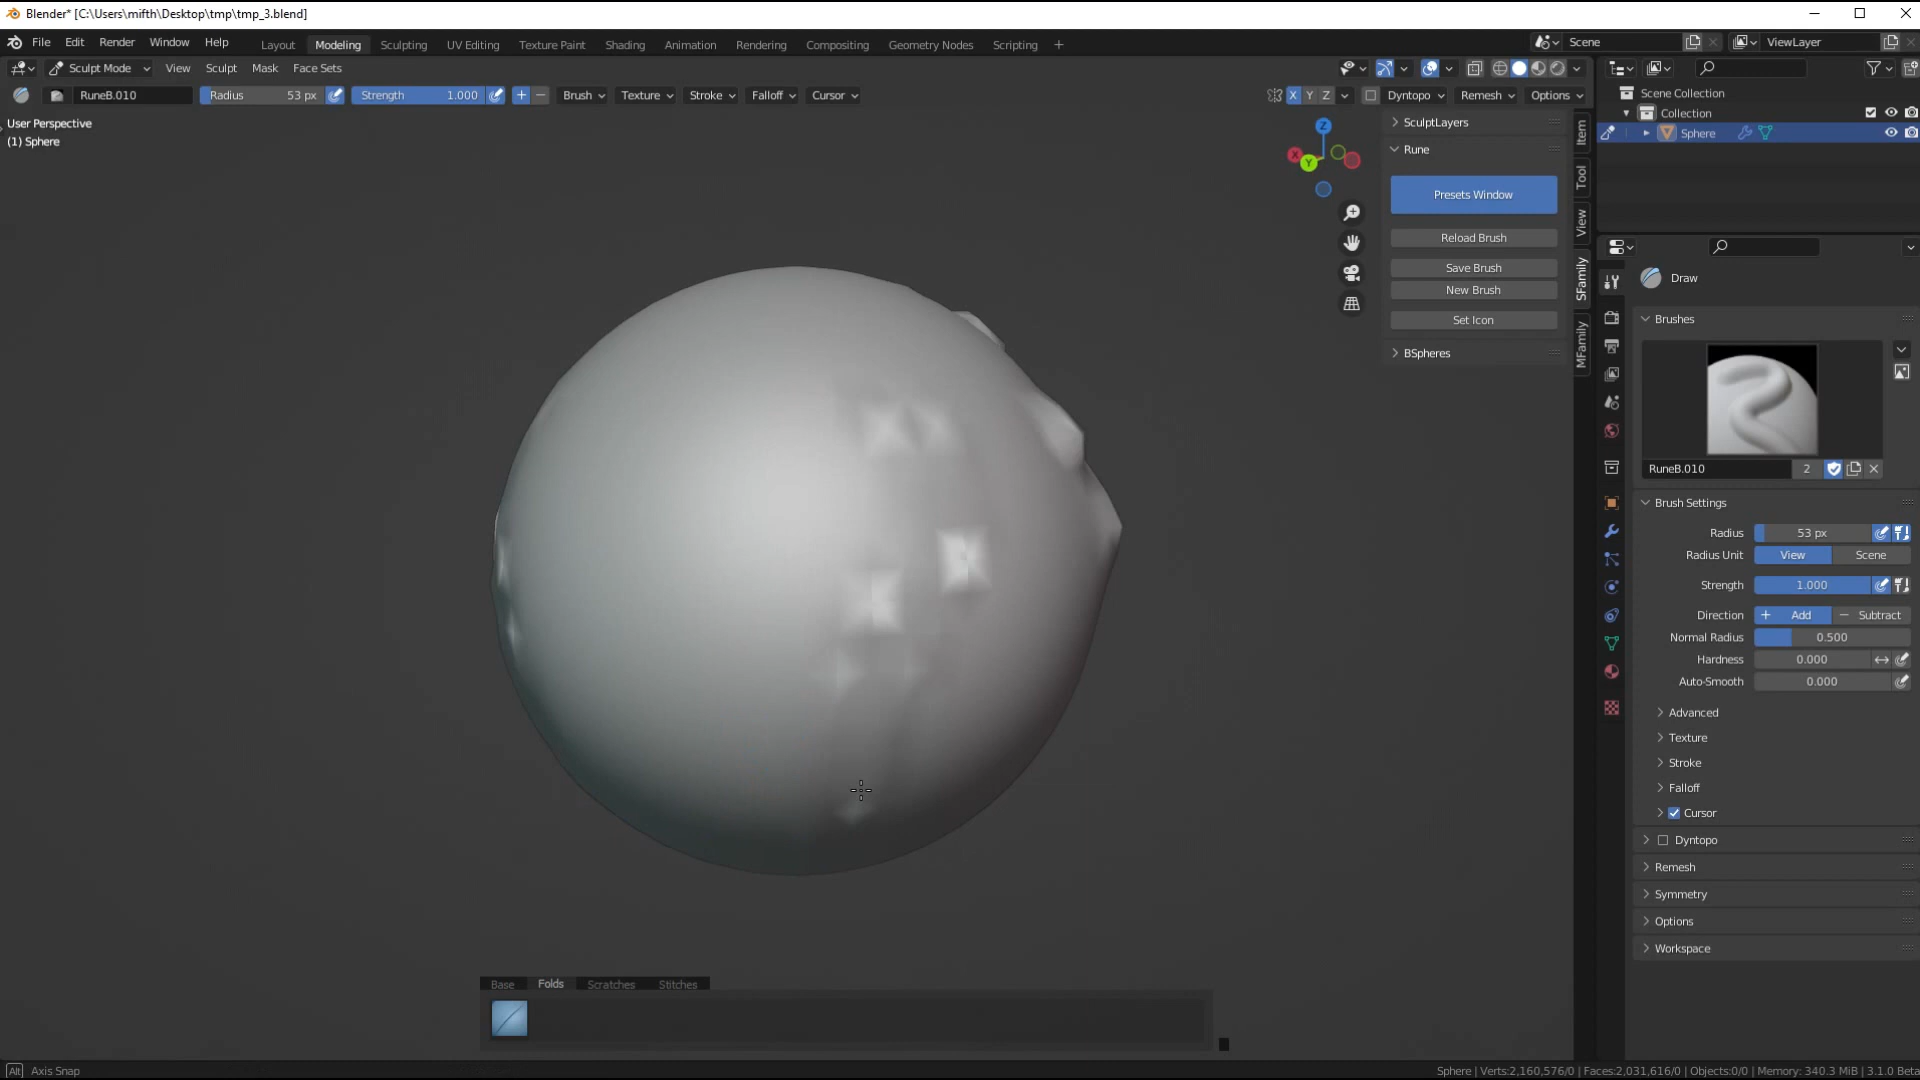 Blender* [C:\Users\mifth\Desktop\tmp\tmp_3.blend]
File Edit Render Window Help
Layout Modeling Sculpting UV Editing Texture Paint Shading Animation Rendering Compositing Geometry Nodes Scripting +
Scene
ViewLayer
Sculpt Mode View Sculpt Mask Face Sets
RuneB.010 Radius 53 px Strength 1.000 + − Brush Texture Stroke Falloff Cursor
X Y Z Dyntopo Remesh Options
User Perspective
(1) Sphere
Z
X
Y
SculptLayers
Rune
Presets Window
Reload Brush
Save Brush
New Brush
Set Icon
BSpheres
Item
Tool
View
SFamily
MFamily
Scene Collection
Collection
Sphere
Draw
Brushes
RuneB.010 2
Brush Settings
Radius 53 px
Radius Unit View Scene
Strength 1.000
Direction + Add − Subtract
Normal Radius 0.500
Hardness 0.000
Auto-Smooth 0.000
Advanced
Texture
Stroke
Falloff
Cursor
Dyntopo
Remesh
Symmetry
Options
Workspace
Base Folds Scratches Stitches
Alt Axis Snap
Sphere | Verts:2,160,576/0 | Faces:2,031,616/0 | Objects:0/0 | Memory: 340.3 MiB | 3.1.0 Beta